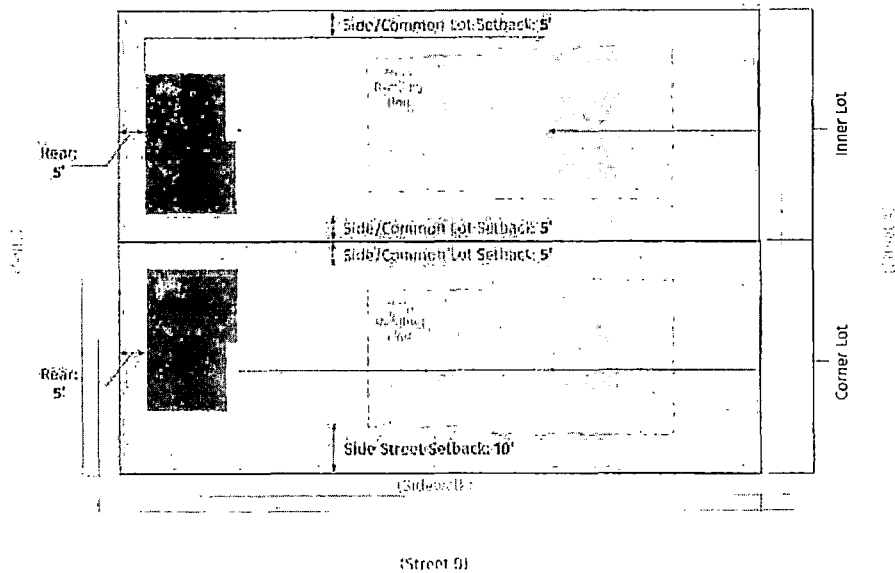 Side/Common Lot Setback: 5'
Rear:
5'
Inner Lot
Side/Common Lot Setback: 5'
Side/Common Lot Setback: 5'
Rear:
5'
Corner Lot
Side Street Setback: 10'
(Sidewalk)
(Street B)